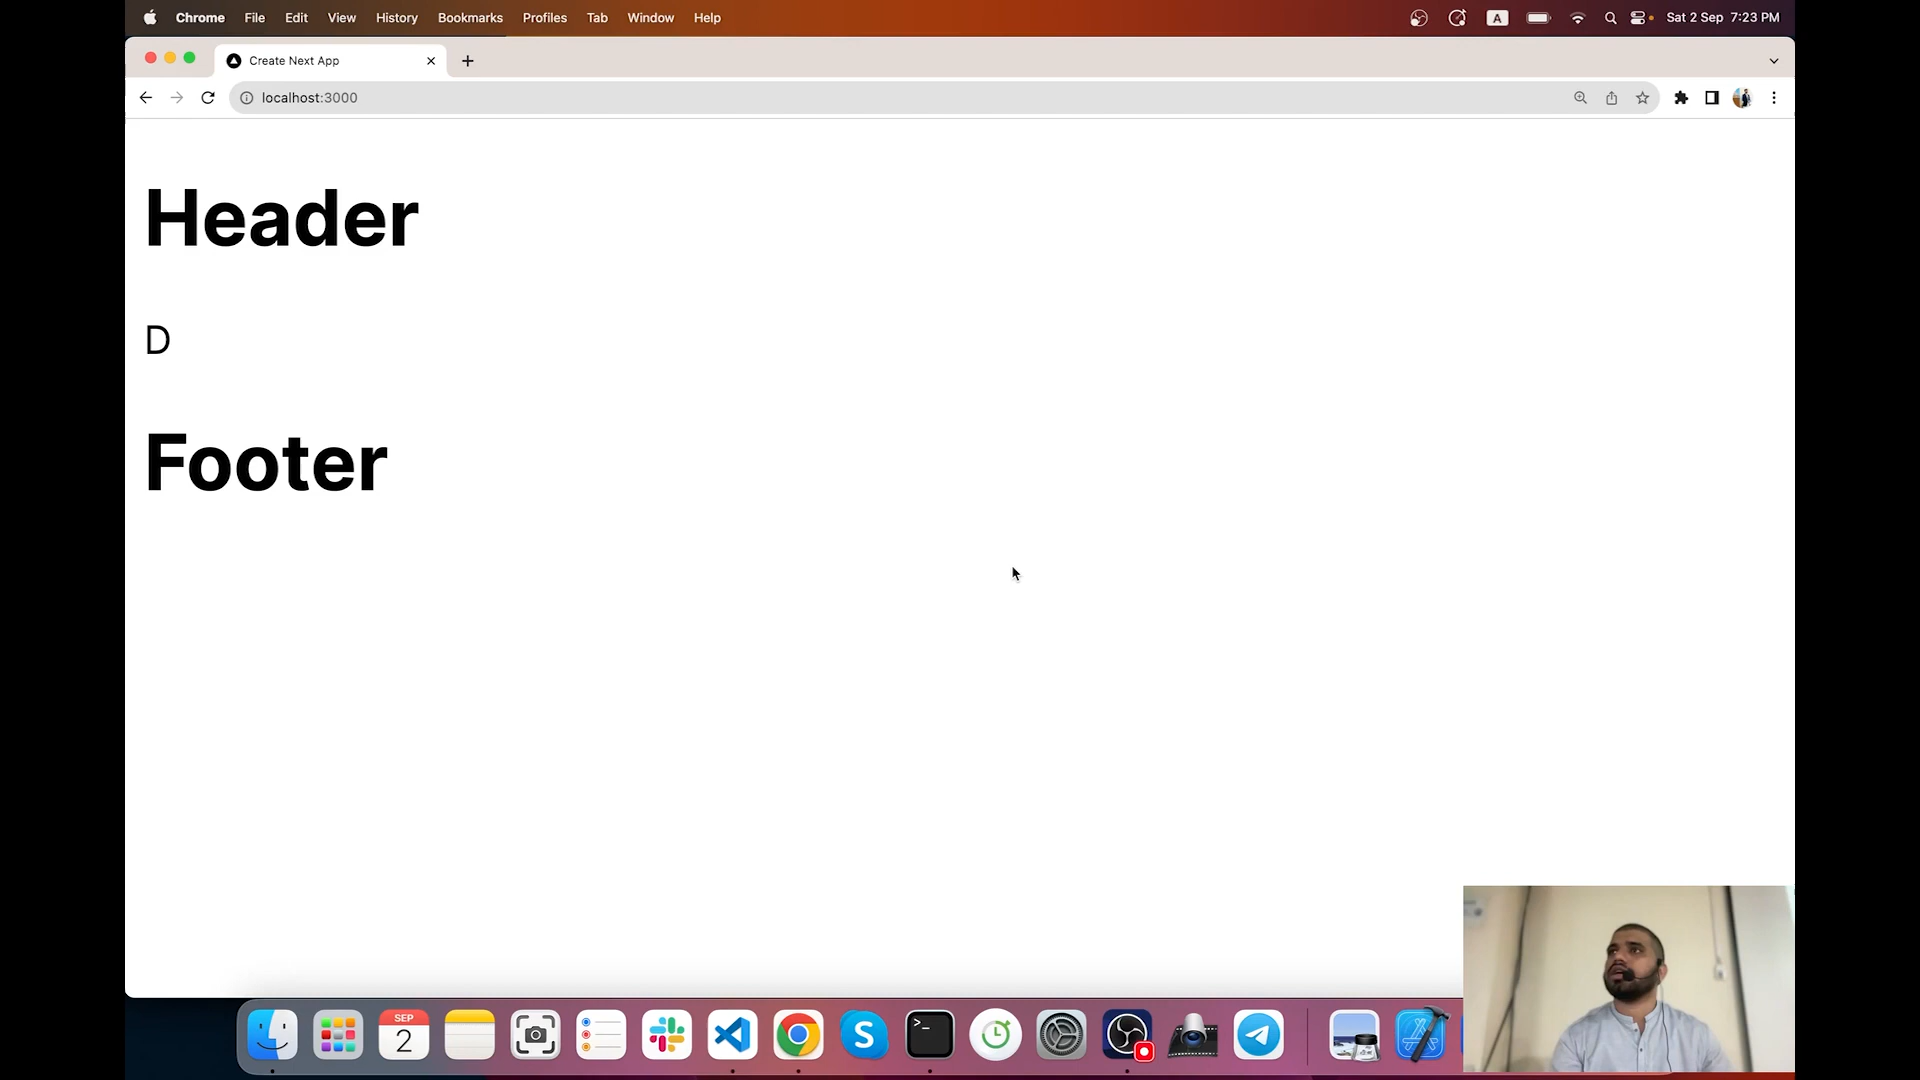 Chrome File Edit View History Bookmarks Profiles Tab Window Help A Sat 2 Sep 7:23 PM
Create Next App
localhost:3000
Header
D
Footer
SEP
2
S
>_